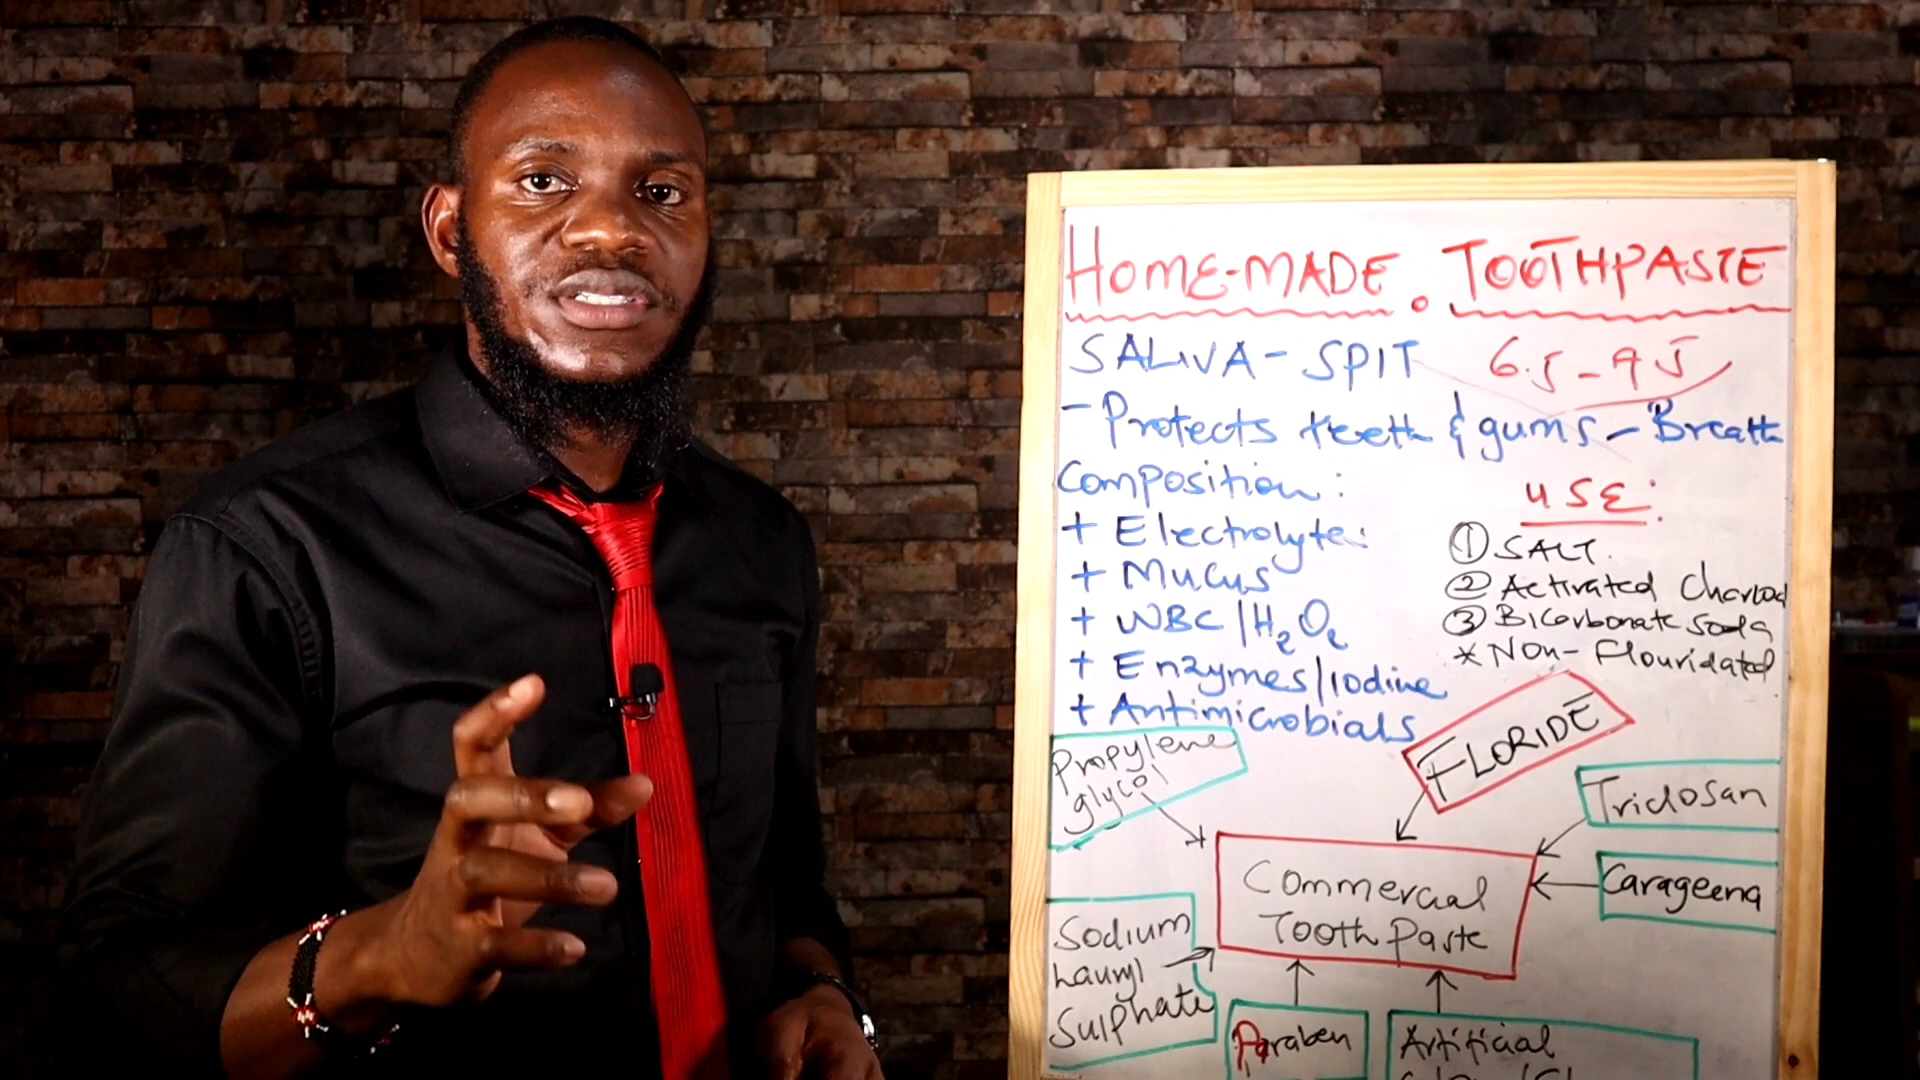 HOME-MADE. TOOTHPASTE
SALIVA - SPIT 6.5 - 9.5
- Protects teeth & gums - Breath
Composition:
+ Electrolytes
+ Mucus
+ WBC/H2O2
+ Enzymes/Iodine
+ Antimicrobials
USE:
① SALT.
② Activated Charcoal
③ Bicarbonate soda
* Non-Flouridated
Propylene
glycol
FLORIDE
Triclosan
Carageena
Commercial
Tooth Paste
Sodium
Lauryl
Sulphate
Paraben
Artificial